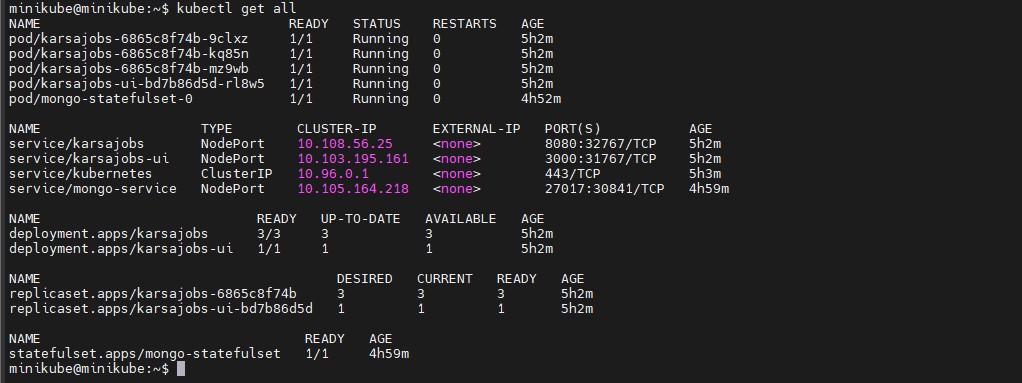 minikube@minikube:~$ kubectl get all
NAME READY STATUS RESTARTS AGE
pod/karsajobs-6865c8f74b-9clxz 1/1 Running 0 5h2m
pod/karsajobs-6865c8f74b-kq85n 1/1 Running 0 5h2m
pod/karsajobs-6865c8f74b-mz9wb 1/1 Running 0 5h2m
pod/karsajobs-ui-bd7b86d5d-rl8w5 1/1 Running 0 5h2m
pod/mongo-statefulset-0 1/1 Running 0 4h52m
NAME TYPE CLUSTER-IP EXTERNAL-IP PORT(S) AGE
service/karsajobs NodePort 10.108.56.25 <none> 8080:32767/TCP 5h2m
service/karsajobs-ui NodePort 10.103.195.161 <none> 3000:31767/TCP 5h2m
service/kubernetes ClusterIP 10.96.0.1 <none> 443/TCP 5h3m
service/mongo-service NodePort 10.105.164.218 <none> 27017:30841/TCP 4h59m
NAME READY UP-TO-DATE AVAILABLE AGE
deployment.apps/karsajobs 3/3 3 3 5h2m
deployment.apps/karsajobs-ui 1/1 1 1 5h2m
NAME DESIRED CURRENT READY AGE
replicaset.apps/karsajobs-6865c8f74b 3 3 3 5h2m
replicaset.apps/karsajobs-ui-bd7b86d5d 1 1 1 5h2m
NAME READY AGE
statefulset.apps/mongo-statefulset 1/1 4h59m
minikube@minikube:~$